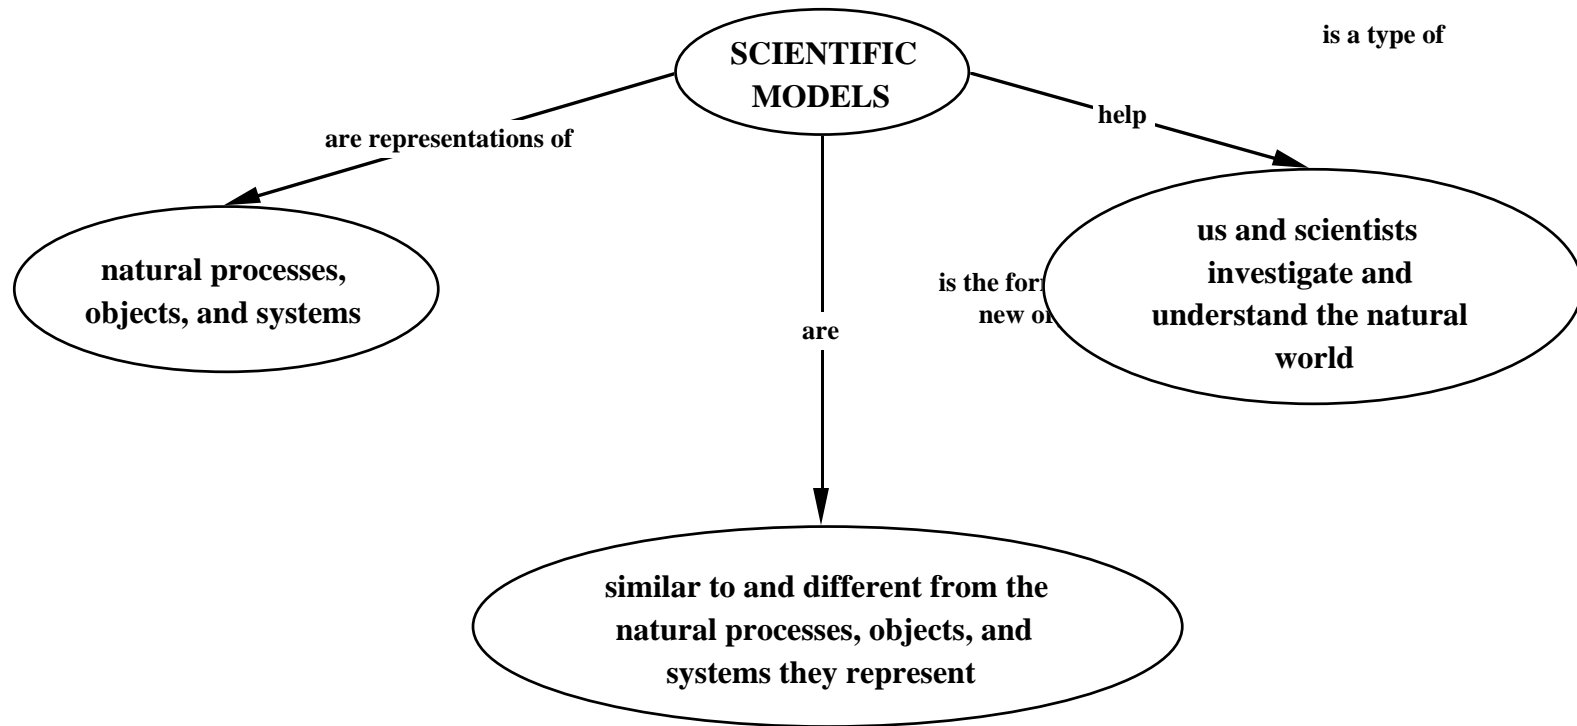 SCIENTIFIC
MODELS
is a type of
help
are representations of
us and scientists
investigate and
understand the natural
world
natural processes,
objects, and systems
is the
new
are
similar to and different from the
natural processes, objects, and
systems they represent